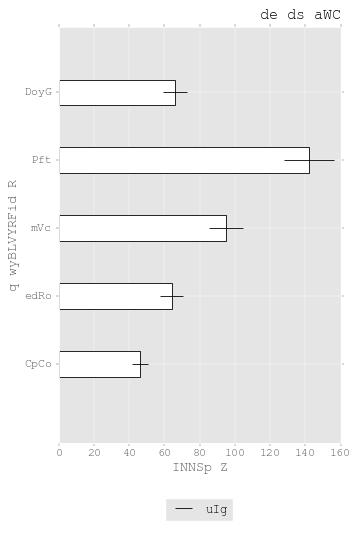 de ds aWC
DoyG
Pft
mVc
edRo
CpCo
q wyBLVYRFid R
0 20 40 60 80 100 120 140 160
INNSp Z
uIg